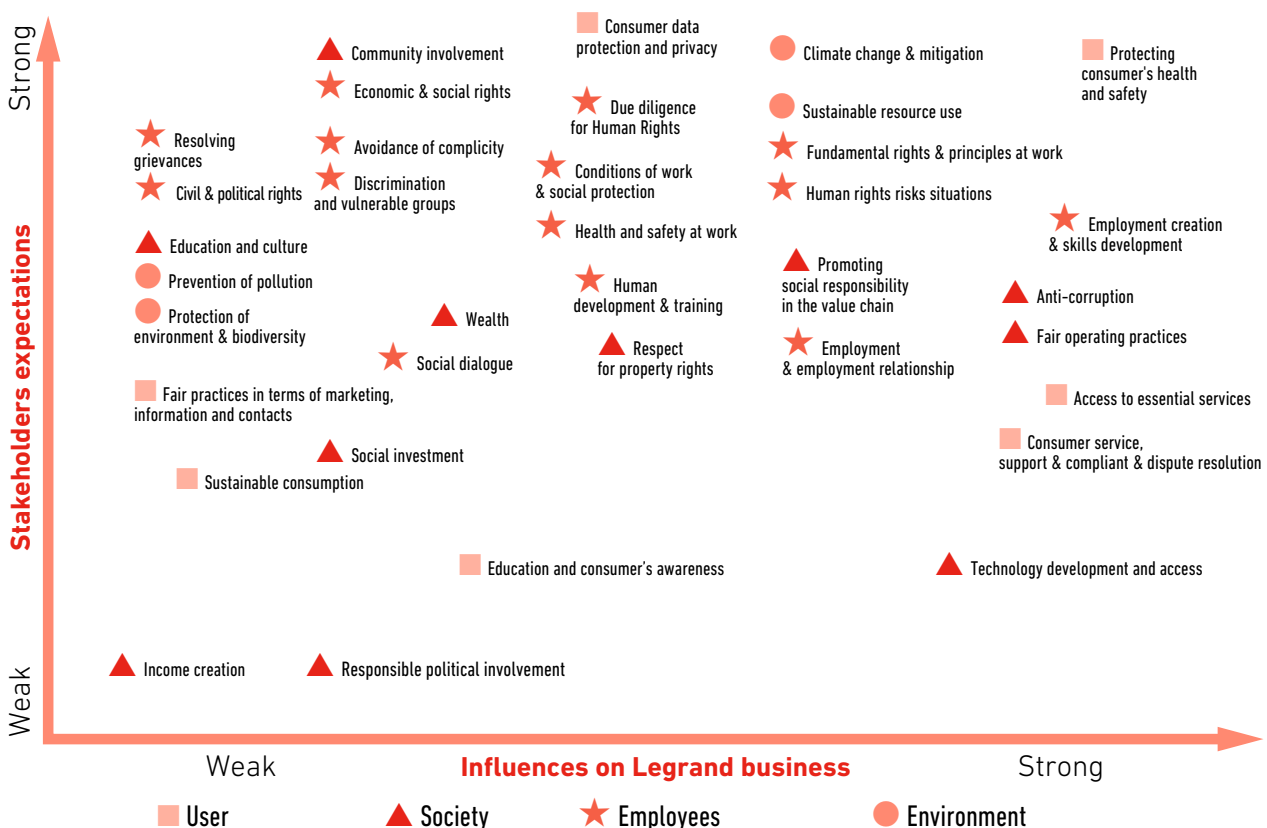 Strong
Stakeholders expectations
Weak
Consumer data
protection and privacy
Community involvement
Climate change & mitigation
Protecting
consumer's health
and safety
Economic & social rights
Due diligence
for Human Rights
Sustainable resource use
Resolving
grievances
Avoidance of complicity
Fundamental rights & principles at work
Conditions of work
& social protection
Civil & political rights
Discrimination
and vulnerable groups
Human rights risks situations
Health and safety at work
Employment creation
& skills development
Education and culture
Promoting
social responsibility
in the value chain
Prevention of pollution
Human
development & training
Anti-corruption
Protection of
environment & biodiversity
Wealth
Fair operating practices
Social dialogue
Respect
for property rights
Employment
& employment relationship
Fair practices in terms of marketing,
information and contacts
Access to essential services
Social investment
Consumer service,
support & compliant & dispute resolution
Sustainable consumption
Education and consumer's awareness
Technology development and access
Income creation
Responsible political involvement
Weak
Influences on Legrand business
Strong
User
Society
Employees
Environment